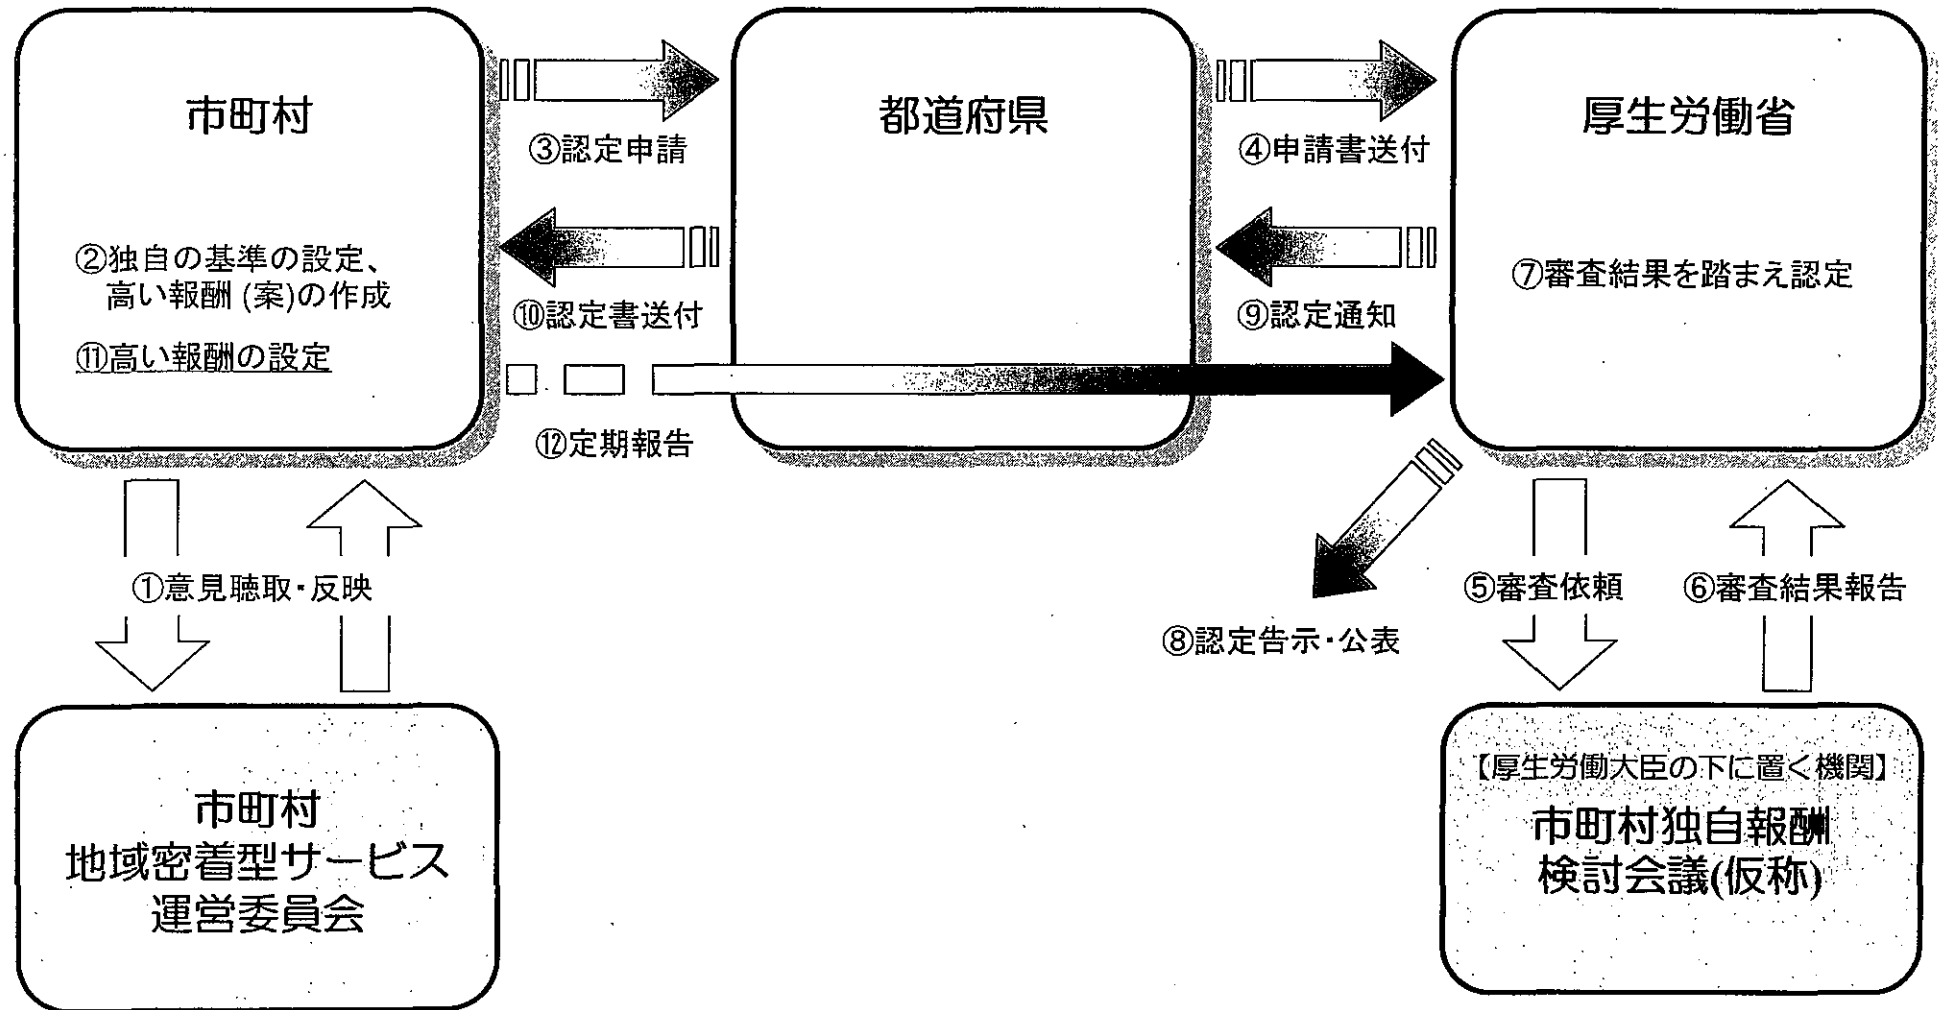 市町村
②独自の基準の設定、
高い報酬 (案)の作成
⑪高い報酬の設定
③認定申請
⑩認定書送付
⑫定期報告
都道府県
④申請書送付
⑨認定通知
厚生労働省
⑦審査結果を踏まえ認定
①意見聴取・反映
⑧認定告示・公表
⑤審査依頼
⑥審査結果報告
市町村
地域密着型サービス
運営委員会
【厚生労働大臣の下に置く機関】
市町村独自報酬
検討会議(仮称)